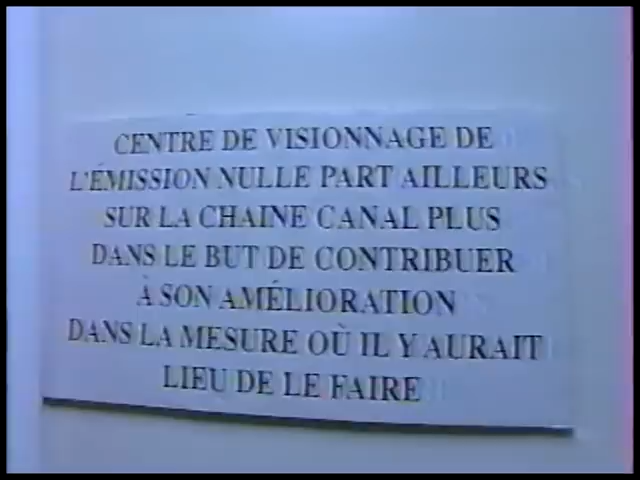 CENTRE DE VISIONNAGE DE
L'ÉMISSION NULLE PART AILLEURS
SUR LA CHAINE CANAL PLUS
DANS LE BUT DE CONTRIBUER
À SON AMÉLIORATION
DANS LA MESURE OÙ IL Y AURAIT
LIEU DE LE FAIRE